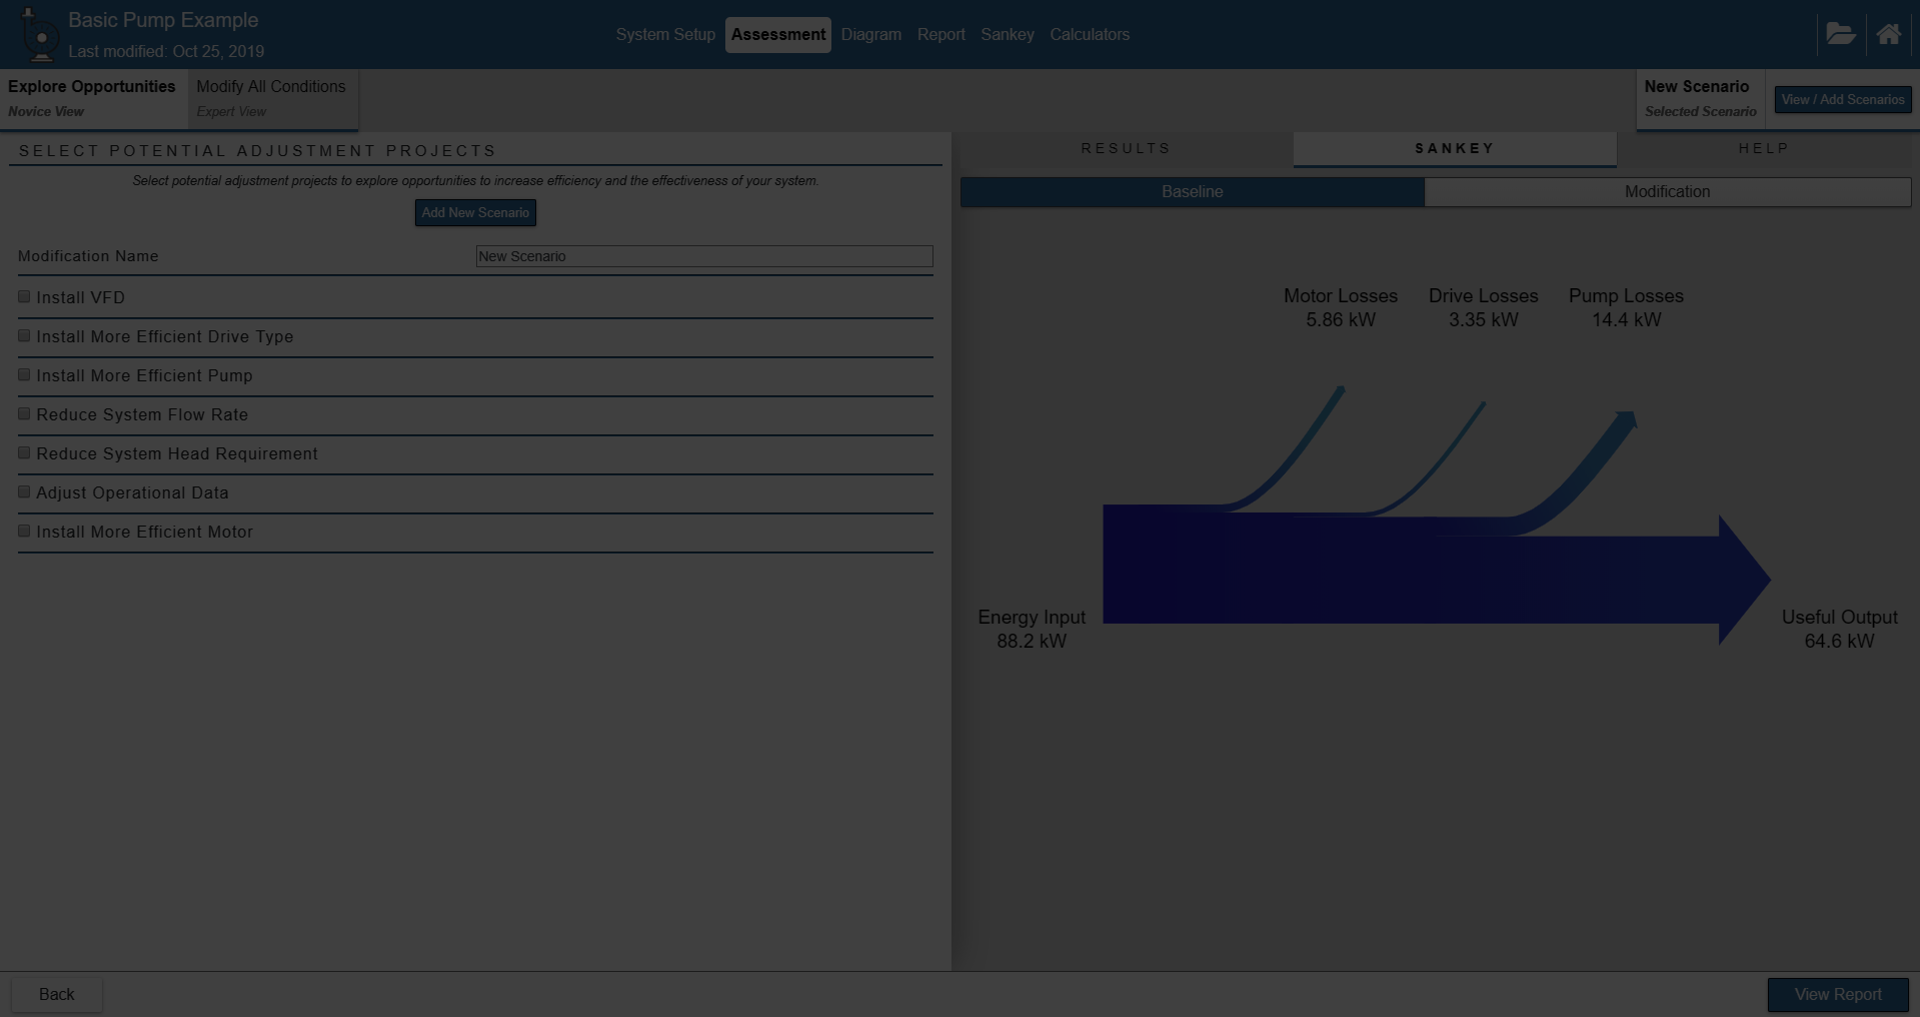 Basic Pump Example
Last modified: Oct 25, 2019
System Setup
Assessment
Diagram
Report
Sankey
Calculators
Explore Opportunities
Novice View
Modify All Conditions
Expert View
New Scenario
Selected Scenario
View / Add Scenarios
SELECT POTENTIAL ADJUSTMENT PROJECTS
Select potential adjustment projects to explore opportunities to increase efficiency and the effectiveness of your system.
Add New Scenario
Modification Name
New Scenario
Install VFD
Install More Efficient Drive Type
Install More Efficient Pump
Reduce System Flow Rate
Reduce System Head Requirement
Adjust Operational Data
Install More Efficient Motor
RESULTS
SANKEY
HELP
Baseline
Modification
Motor Losses
5.86 kW
Drive Losses
3.35 kW
Pump Losses
14.4 kW
Energy Input
88.2 kW
Useful Output
64.6 kW
Back
View Report